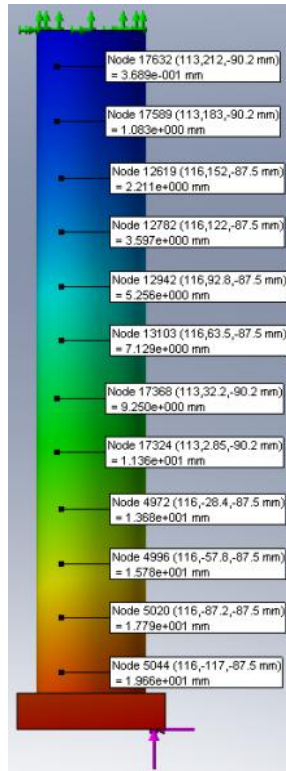 Node 17632 (113,212,-90.2 mm)
= 3.689e-001 mm
Node 17589 (113,183,-90.2 mm)
= 1.083e+000 mm
Node 12619 (116,152,-87.5 mm)
= 2.211e+000 mm
Node 12782 (116,122,-87.5 mm)
= 3.597e+000 mm
Node 12942 (116,92.8,-87.5 mm)
= 5.256e+000 mm
Node 13103 (116,63.5,-87.5 mm)
= 7.129e+000 mm
Node 17368 (113,32.2,-90.2 mm)
= 9.250e+000 mm
Node 17324 (113,2.85,-90.2 mm)
= 1.136e+001 mm
Node 4972 (116,-28.4,-87.5 mm)
= 1.368e+001 mm
Node 4996 (116,-57.8,-87.5 mm)
= 1.578e+001 mm
Node 5020 (116,-87.2,-87.5 mm)
= 1.779e+001 mm
Node 5044 (116,-117,-87.5 mm)
= 1.966e+001 mm